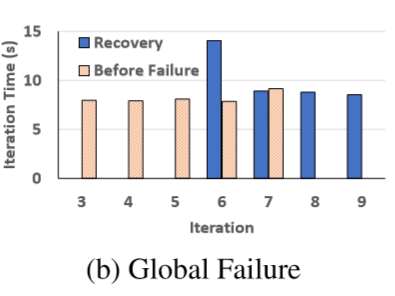 15
10
5
0
Iteration Time (s)
Recovery
Before Failure
3 4 5 6 7 8 9
Iteration
(b) Global Failure